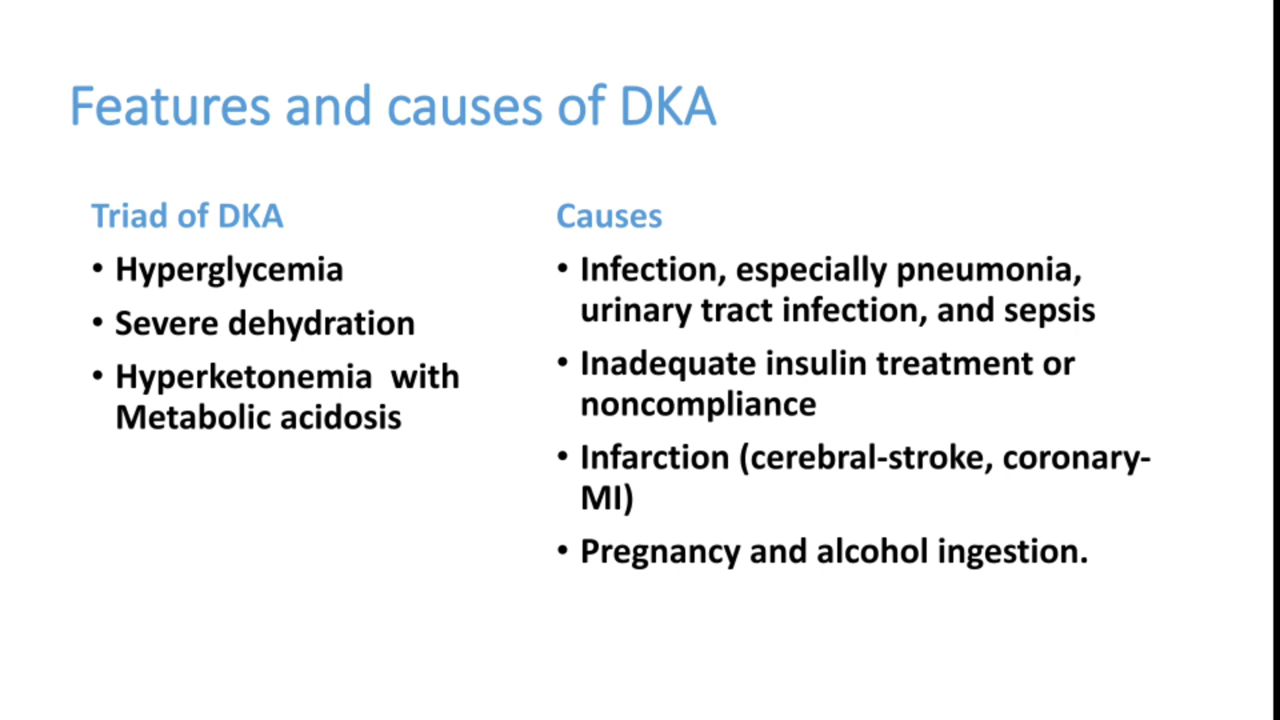 Features and causes of DKA
Triad of DKA
• Hyperglycemia
• Severe dehydration
• Hyperketonemia  with
Metabolic acidosis
Causes
• Infection, especially pneumonia,
urinary tract infection, and sepsis
• Inadequate insulin treatment or
noncompliance
• Infarction (cerebral-stroke, coronary-
MI)
• Pregnancy and alcohol ingestion.